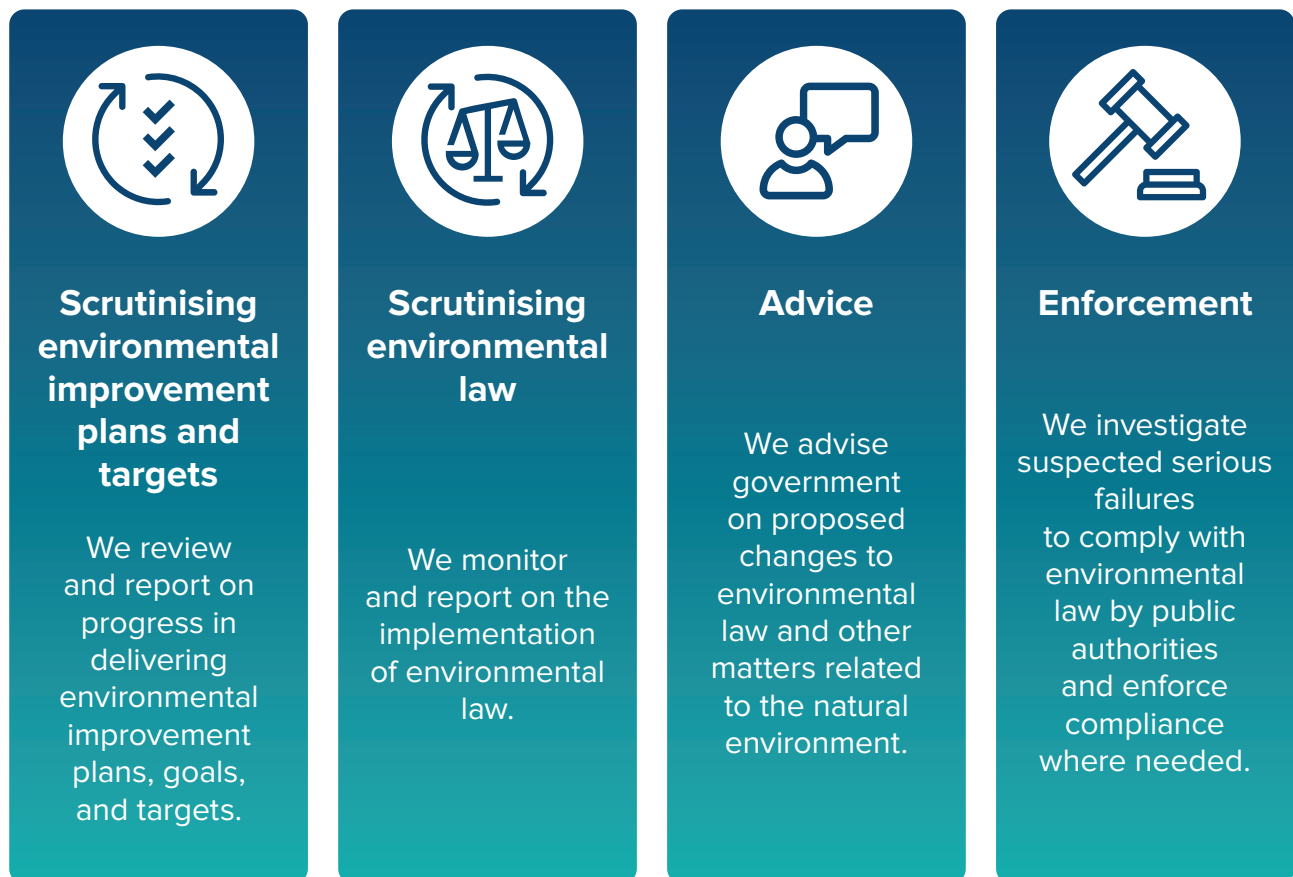 Scrutinising
environmental
improvement
plans and
targets
We review
and report on
progress in
delivering
environmental
improvement
plans, goals,
and targets.
Scrutinising
environmental
law
We monitor
and report on the
implementation
of environmental
law.
Advice
We advise
government
on proposed
changes to
environmental
law and other
matters related
to the natural
environment.
Enforcement
We investigate
suspected serious
failures
to comply with
environmental
law by public
authorities
and enforce
compliance
where needed.